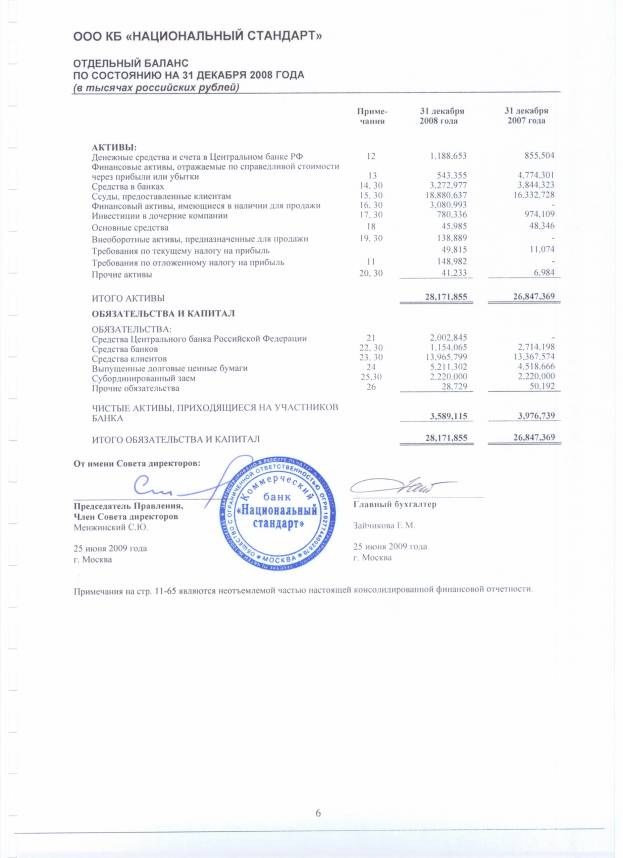 ООО КБ «НАЦИОНАЛЬНЫЙ СТАНДАРТ»
ОТДЕЛЬНЫЙ БАЛАНС
ПО СОСТОЯНИЮ НА 31 ДЕКАБРЯ 2008 ГОДА
(в тысячах российских рублей)
Приме- 31 декабря 31 декабря
чания 2008 года 2007 года
АКТИВЫ:
Денежные средства и счета в Центральном банке РФ 12 1,188,653 855,504
Финансовые активы, отражаемые по справедливой стоимости
через прибыли или убытки 13 543,355 4,774,301
Средства в банках 14, 30 3,272,977 3,844,323
Ссуды, предоставленные клиентам 15, 30 18,880,637 16,332,728
Финансовый активы, имеющиеся в наличии для продажи 16, 30 3,080,993 -
Инвестиции в дочерние компании 17, 30 780,336 974,109
Основные средства 18 45,985 48,346
Внеоборотные активы, предназначенные для продажи 19, 30 138,889 -
Требования по текущему налогу на прибыль 49,815 11,074
Требования по отложенному налогу на прибыль 11 148,982 -
Прочие активы 20, 30 41,233 6,984
ИТОГО АКТИВЫ 28,171,855 26,847,369
ОБЯЗАТЕЛЬСТВА И КАПИТАЛ
ОБЯЗАТЕЛЬСТВА:
Средства Центрального банка Российской Федерации 21 2,002,845 -
Средства банков 22, 30 1,154,065 2,714,198
Средства клиентов 23, 30 13,965,799 13,367,574
Выпущенные долговые ценные бумаги 24 5,211,302 4,518,666
Субординированный заем 25,30 2,220,000 2,220,000
Прочие обязательства 26 28,729 50,192
ЧИСТЫЕ АКТИВЫ, ПРИХОДЯЩИЕСЯ НА УЧАСТНИКОВ
БАНКА 3,589,115 3,976,739
ИТОГО ОБЯЗАТЕЛЬСТВА И КАПИТАЛ 28,171,855 26,847,369
От имени Совета директоров:
Коммерческий
банк
«Национальный
стандарт»
ОБЩЕСТВО С ОГРАНИЧЕННОЙ ОТВЕТСТВЕННОСТЬЮ
МОСКВА
Председатель Правления, Главный бухгалтер
Член Совета директоров
Менжинский С.Ю. Зайчикова Е.М.
25 июня 2009 года 25 июня 2009 года
г. Москва г. Москва
Примечания на стр. 11-65 являются неотъемлемой частью настоящей консолидированной финансовой отчетности.
6